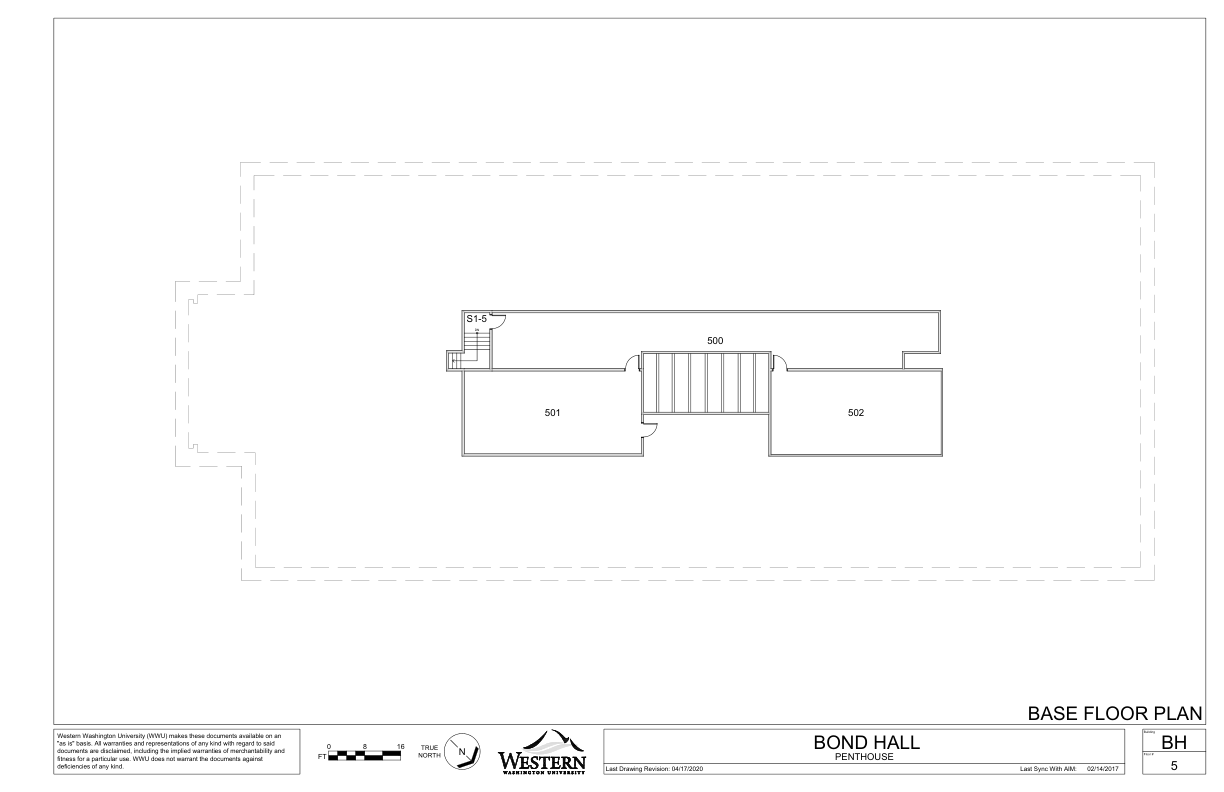 S1-5
DN
500
501
502
BASE FLOOR PLAN
Western Washington University (WWU) makes these documents available on an
"as is" basis. All warranties and representations of any kind with regard to said
documents are disclaimed, including the implied warranties of merchantability and
fitness for a particular use. WWU does not warrant the documents against
deficiencies of any kind.
FT
0 8 16
TRUE
NORTH
N
WESTERN
WASHINGTON UNIVERSITY
BOND HALL
PENTHOUSE
Last Drawing Revision: 04/17/2020
Last Sync With AIM: 02/14/2017
Building
BH
Floor #
5